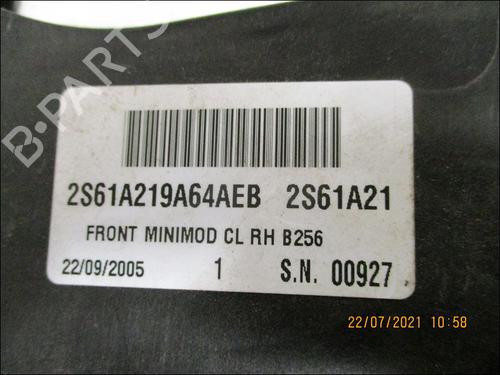 B-PARTS
2S61A219A64AEB 2S61A21
FRONT MINIMOD CL RH B256
22/09/2005 1 S.N. 00927
22/07/2021 10:58